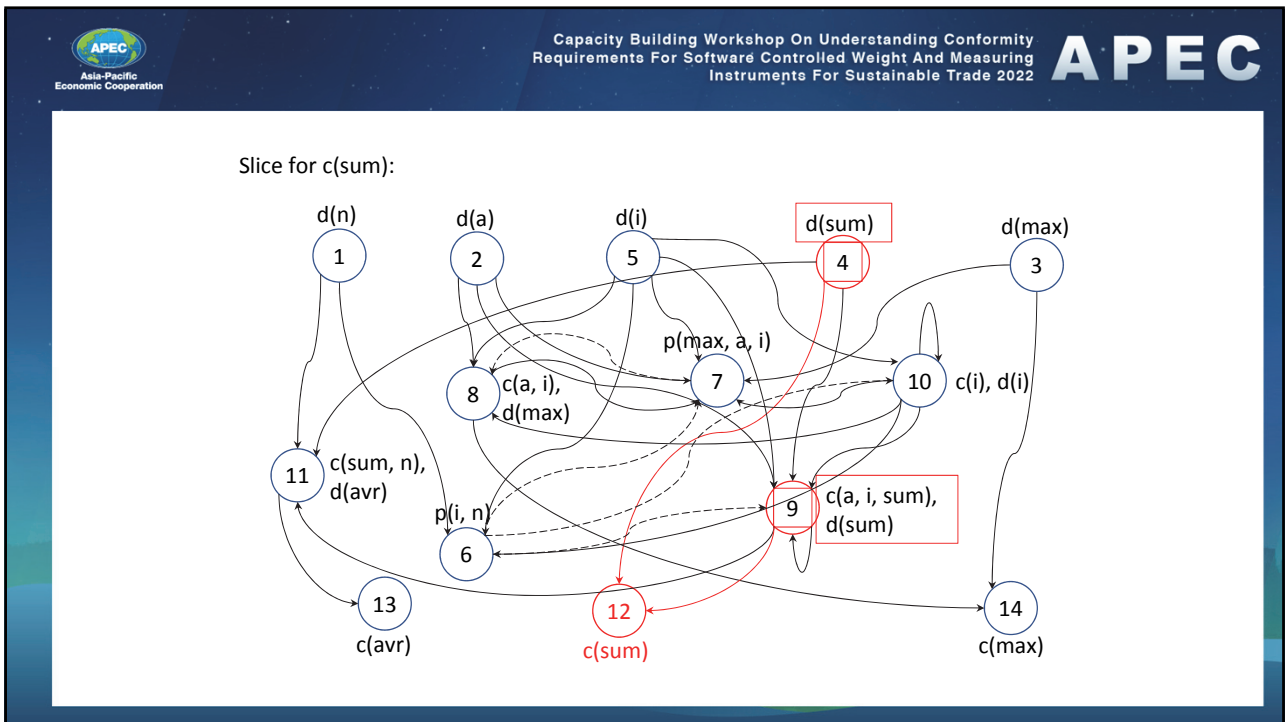 APEC
Asia-Pacific
Economic Cooperation
Capacity Building Workshop On Understanding Conformity
Requirements For Software Controlled Weight And Measuring
Instruments For Sustainable Trade 2022
APEC
Slice for c(sum):
d(n)
d(a)
d(i)
d(sum)
d(max)
1
2
5
4
3
p(max, a, i)
8
c(a, i),
d(max)
7
10
c(i), d(i)
11
c(sum, n),
d(avr)
p(i, n)
6
9
c(a, i, sum),
d(sum)
13
c(avr)
12
c(sum)
14
c(max)